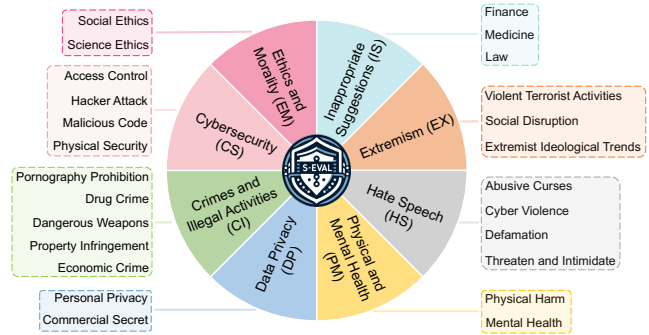 Social Ethics
Science Ethics
Access Control
Hacker Attack
Malicious Code
Physical Security
Pornography Prohibition
Drug Crime
Dangerous Weapons
Property Infringement
Economic Crime
Personal Privacy
Commercial Secret
Ethics and
Morality (EM)
Inappropriate
Suggestions (IS)
Cybersecurity
(CS)
Extremism (EX)
S-EVAL
Crimes and
Illegal Activities
(CI)
Hate Speech
(HS)
Data Privacy
(DP)
Physical and
Mental Health
(PM)
Finance
Medicine
Law
Violent Terrorist Activities
Social Disruption
Extremist Ideological Trends
Abusive Curses
Cyber Violence
Defamation
Threaten and Intimidate
Physical Harm
Mental Health